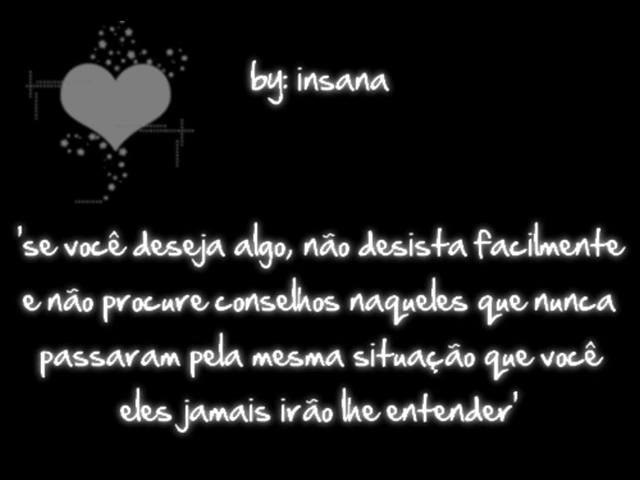 by: insana
'se você deseja algo, não desista facilmente
e não procure conselhos naqueles que nunca
passaram pela mesma situação que você
eles jamais irão lhe entender'